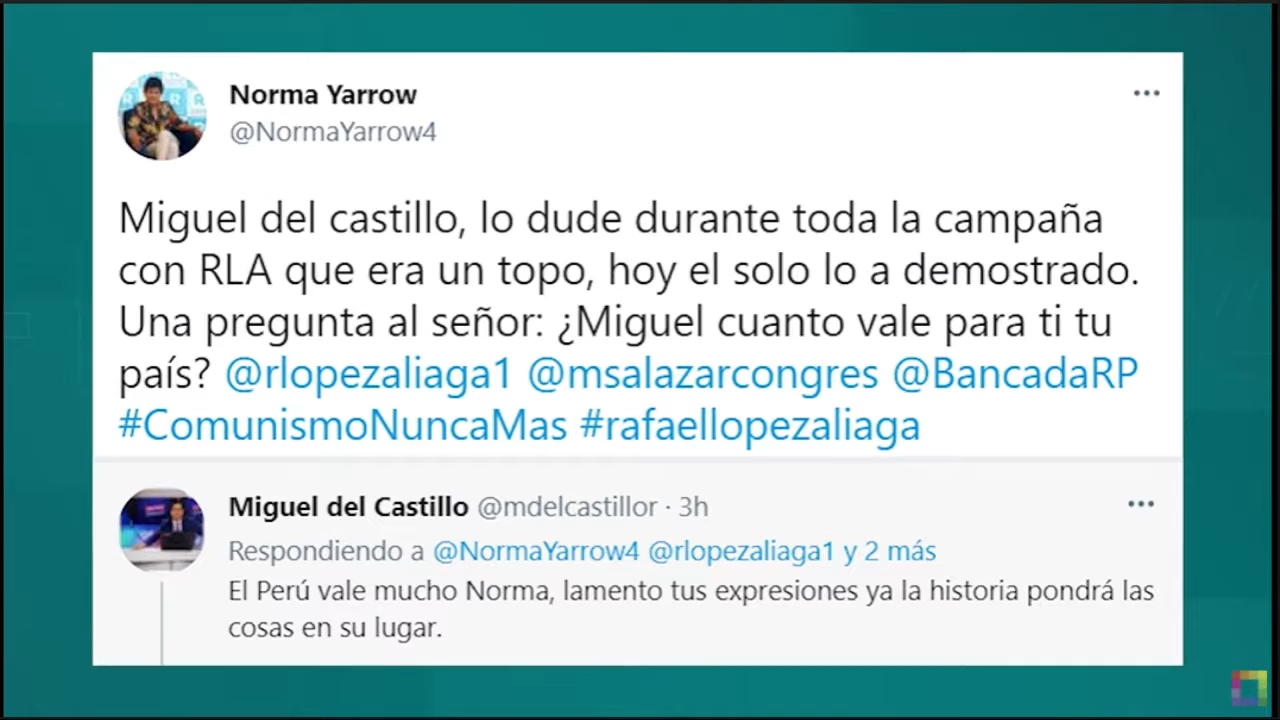 Norma Yarrow
@NormaYarrow4
Miguel del castillo, lo dude durante toda la campaña
con RLA que era un topo, hoy el solo lo a demostrado.
Una pregunta al señor: ¿Miguel cuanto vale para ti tu
país? @rlopezaliaga1 @msalazarcongres @BancadaRP
#ComunismoNuncaMas #rafaellopezaliaga
Miguel del Castillo @mdelcastillor · 3h
Respondiendo a @NormaYarrow4 @rlopezaliaga1 y 2 más
El Perú vale mucho Norma, lamento tus expresiones ya la historia pondrá las
cosas en su lugar.